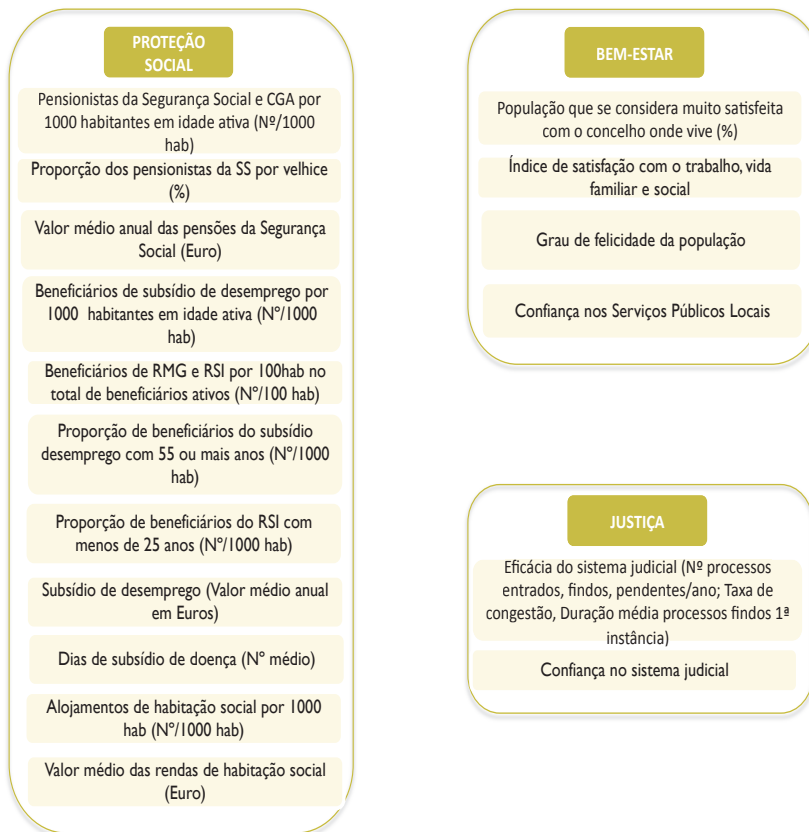 PROTEÇÃO
SOCIAL
Pensionistas da Segurança Social e CGA por
1000 habitantes em idade ativa (Nº/1000
hab)
Proporção dos pensionistas da SS por velhice
(%)
Valor médio anual das pensões da Segurança
Social (Euro)
Beneficiários de subsídio de desemprego por
1000 habitantes em idade ativa (N°/1000
hab)
Beneficiários de RMG e RSI por 100hab no
total de beneficiários ativos (N°/100 hab)
Proporção de beneficiários do subsídio
desemprego com 55 ou mais anos (N°/1000
hab)
Proporção de beneficiários do RSI com
menos de 25 anos (N°/1000 hab)
Subsídio de desemprego (Valor médio anual
em Euros)
Dias de subsídio de doença (N° médio)
Alojamentos de habitação social por 1000
hab (N°/1000 hab)
Valor médio das rendas de habitação social
(Euro)
BEM-ESTAR
População que se considera muito satisfeita
com o concelho onde vive (%)
Índice de satisfação com o trabalho, vida
familiar e social
Grau de felicidade da população
Confiança nos Serviços Públicos Locais
JUSTIÇA
Eficácia do sistema judicial (Nº processos
entrados, findos, pendentes/ano; Taxa de
congestão, Duração média processos findos 1ª
instância)
Confiança no sistema judicial